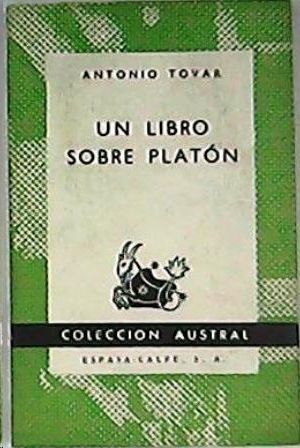 ANTONIO TOVAR
UN LIBRO
SOBRE PLATÓN
COLECCION AUSTRAL
ESPASA-CALPE, S. A.